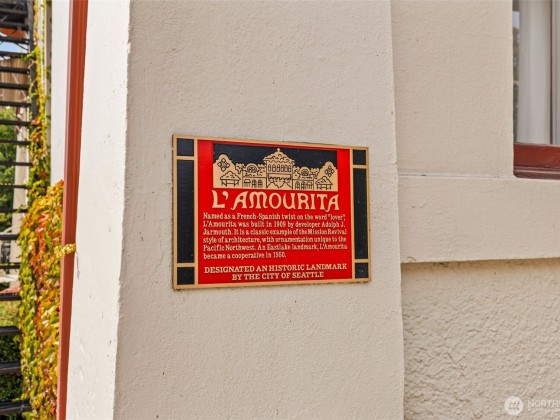 L'AMOURITA
Named as a French-Spanish twist on the word "lover",
L'Amourita was built in 1909 by developer Adolph J.
Jarmouth. It is a classic example of the Mission Revival
style of architecture, with ornamentation unique to the
Pacific Northwest. An Eastlake landmark, L'Amourita
became a cooperative in 1950.
DESIGNATED AN HISTORIC LANDMARK
BY THE CITY OF SEATTLE